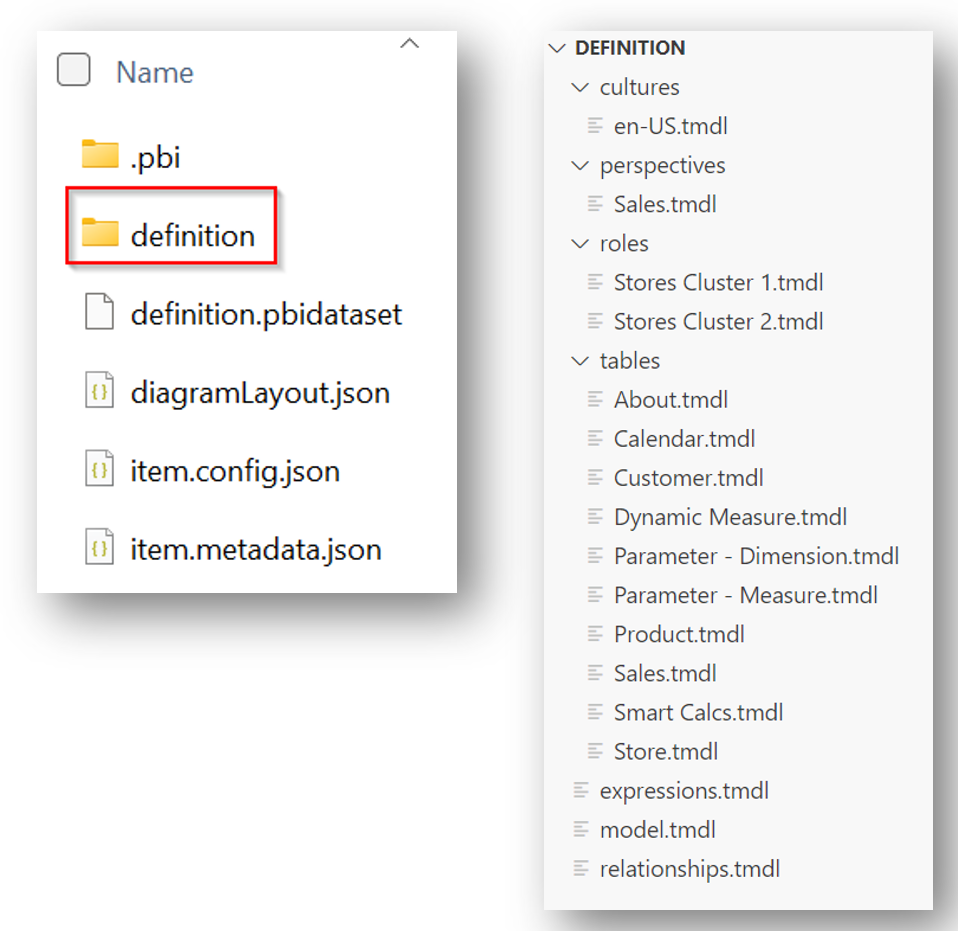 Name
.pbi
definition
definition.pbidataset
diagramLayout.json
item.config.json
item.metadata.json
DEFINITION
cultures
en-US.tmdl
perspectives
Sales.tmdl
roles
Stores Cluster 1.tmdl
Stores Cluster 2.tmdl
tables
About.tmdl
Calendar.tmdl
Customer.tmdl
Dynamic Measure.tmdl
Parameter - Dimension.tmdl
Parameter - Measure.tmdl
Product.tmdl
Sales.tmdl
Smart Calcs.tmdl
Store.tmdl
expressions.tmdl
model.tmdl
relationships.tmdl